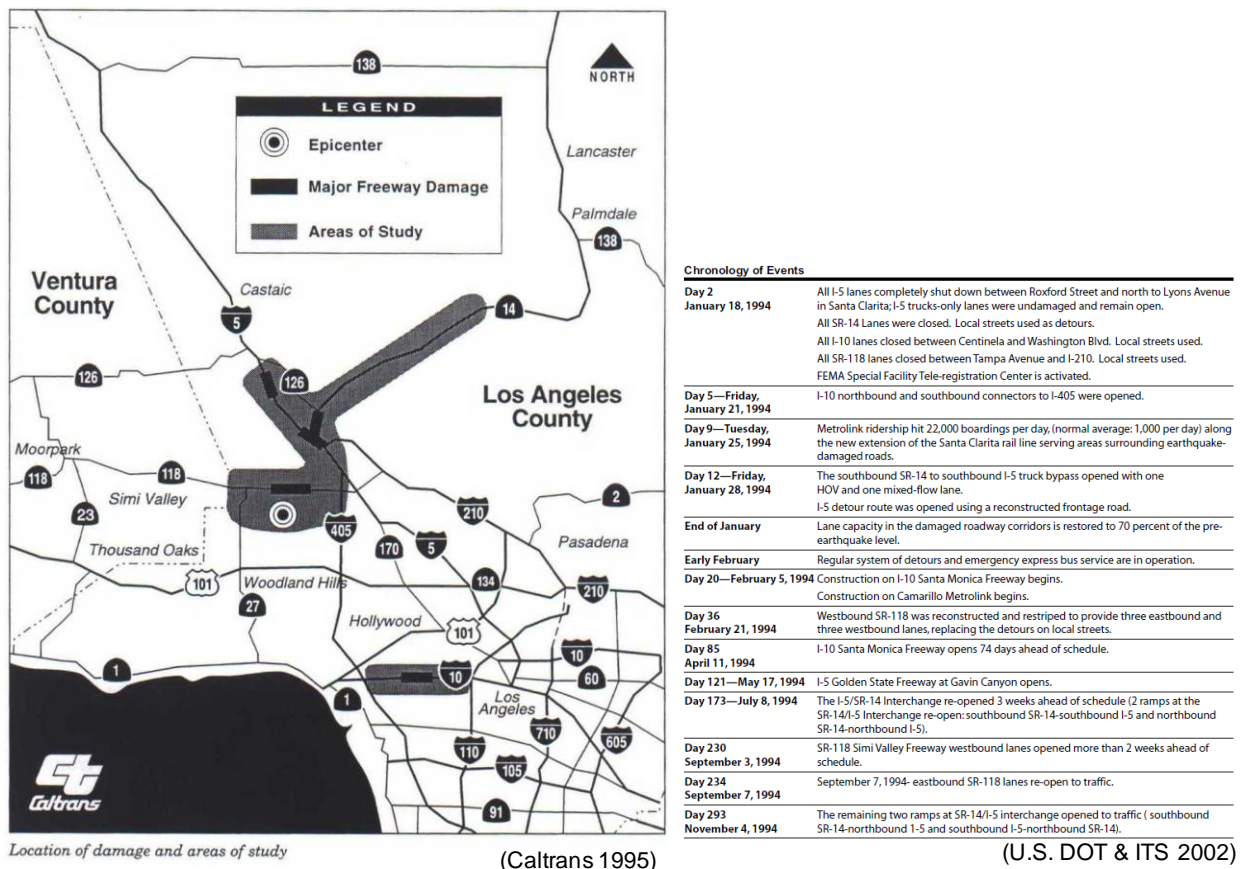 138
NORTH
LEGEND
Epicenter
Major Freeway Damage
Areas of Study
Lancaster
Palmdale
138
Ventura
County
Castaic
5
14
126
126
Los Angeles
County
Moorpark
118
118
Simi Valley
23
2
210
405
Thousand Oaks
170
5
Pasadena
101
Woodland Hills
134
210
27
Hollywood
101
10
1
10
60
1
Los
Angeles
710
605
110
105
91
Ct
Caltrans
Location of damage and areas of study
(Caltrans 1995)
Chronology of Events
Day 2
January 18, 1994
All I-5 lanes completely shut down between Roxford Street and north to Lyons Avenue
in Santa Clarita; I-5 trucks-only lanes were undamaged and remain open.
All SR-14 Lanes were closed. Local streets used as detours.
All I-10 lanes closed between Centinela and Washington Blvd. Local streets used.
All SR-118 lanes closed between Tampa Avenue and I-210. Local streets used.
FEMA Special Facility Tele-registration Center is activated.
Day 5—Friday,
January 21, 1994
I-10 northbound and southbound connectors to I-405 were opened.
Day 9—Tuesday,
January 25, 1994
Metrolink ridership hit 22,000 boardings per day, (normal average: 1,000 per day) along
the new extension of the Santa Clarita rail line serving areas surrounding earthquake-
damaged roads.
Day 12—Friday,
January 28, 1994
The southbound SR-14 to southbound I-5 truck bypass opened with one
HOV and one mixed-flow lane.
I-5 detour route was opened using a reconstructed frontage road.
End of January
Lane capacity in the damaged roadway corridors is restored to 70 percent of the pre-
earthquake level.
Early February
Regular system of detours and emergency express bus service are in operation.
Day 20—February 5, 1994
Construction on I-10 Santa Monica Freeway begins.
Construction on Camarillo Metrolink begins.
Day 36
February 21, 1994
Westbound SR-118 was reconstructed and restriped to provide three eastbound and
three westbound lanes, replacing the detours on local streets.
Day 85
April 11, 1994
I-10 Santa Monica Freeway opens 74 days ahead of schedule.
Day 121—May 17, 1994
I-5 Golden State Freeway at Gavin Canyon opens.
Day 173—July 8, 1994
The I-5/SR-14 Interchange re-opened 3 weeks ahead of schedule (2 ramps at the
SR-14/I-5 Interchange re-open: southbound SR-14-southbound I-5 and northbound
SR-14-northbound I-5).
Day 230
September 3, 1994
SR-118 Simi Valley Freeway westbound lanes opened more than 2 weeks ahead of
schedule.
Day 234
September 7, 1994
September 7, 1994- eastbound SR-118 lanes re-open to traffic.
Day 293
November 4, 1994
The remaining two ramps at SR-14/I-5 interchange opened to traffic ( southbound
SR-14-northbound 1-5 and southbound I-5-northbound SR-14).
(U.S. DOT & ITS 2002)